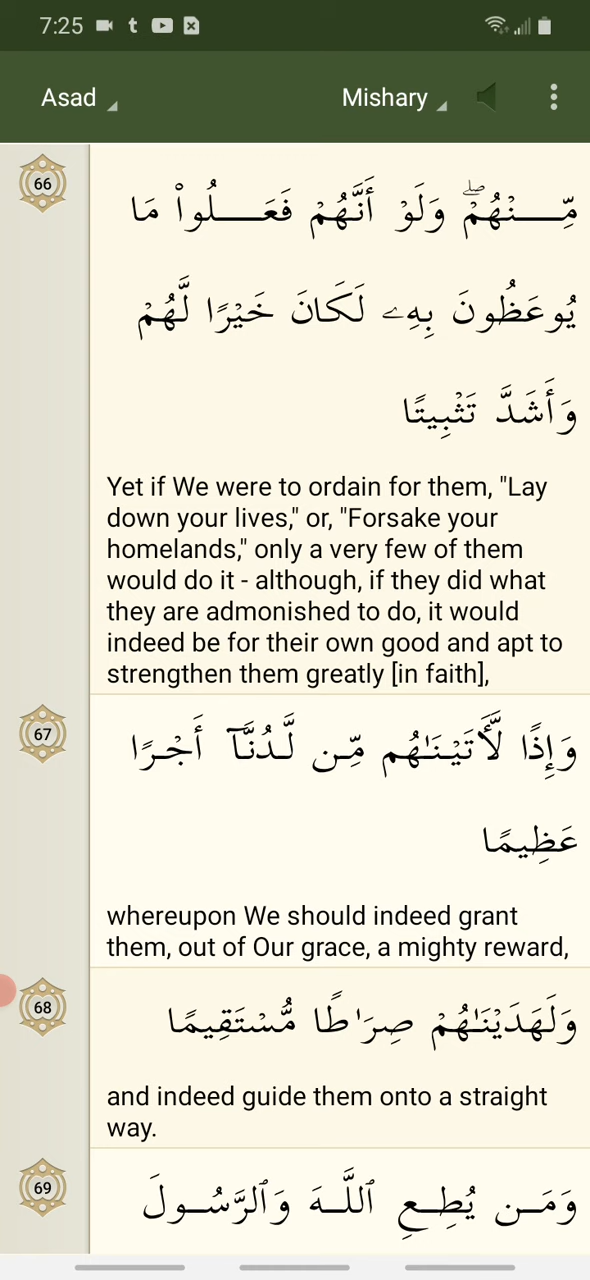 7:25
Asad Mishary
66
مِّنْهُمْ ۖ وَلَوْ أَنَّهُمْ فَعَلُوا۟ مَا
يُوعَظُونَ بِهِۦ لَكَانَ خَيْرًا لَّهُمْ
وَأَشَدَّ تَثْبِيتًا
Yet if We were to ordain for them, "Lay
down your lives," or, "Forsake your
homelands," only a very few of them
would do it - although, if they did what
they are admonished to do, it would
indeed be for their own good and apt to
strengthen them greatly [in faith],
67
وَإِذًا لَّأٓتَيْنَـٰهُم مِّن لَّدُنَّآ أَجْرًا
عَظِيمًا
whereupon We should indeed grant
them, out of Our grace, a mighty reward,
68
وَلَهَدَيْنَـٰهُمْ صِرَٰطًا مُّسْتَقِيمًا
and indeed guide them onto a straight
way.
69
وَمَن يُطِعِ ٱللَّهَ وَٱلرَّسُولَ